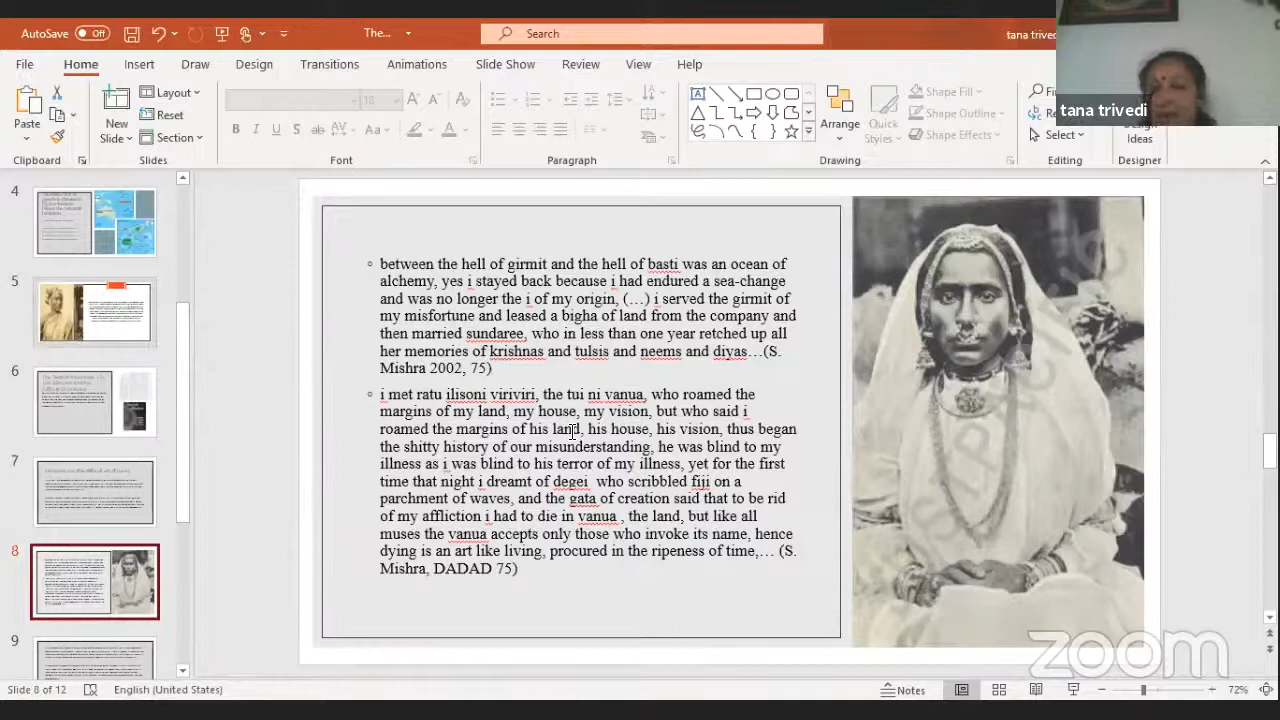 AutoSave
Off
The...
Search
tana trivedi
File
Home
Insert
Draw
Design
Transitions
Animations
Slide Show
Review
View
Help
tana trivedi
Paste
New
Slide
Layout
Reset
Section
18
Arrange
Quick
Styles
Shape Fill
Shape Outline
Shape Effects
Select
Ideas
Clipboard
Slides
Font
Paragraph
Drawing
Editing
Designer
4
5
6
7
8
9
between the hell of girmit and the hell of basti was an ocean of
alchemy, yes i stayed back because i had endured a sea-change
and was no longer the i of my origin, (…) i served the girmit of
my misfortune and leased a bigha of land from the company and
then married sundaree, who in less than one year retched up all
her memories of krishnas and tulsis and neems and diyas…(S.
Mishra 2002, 75)
i met ratu ilisoni viriviri, the tui ni vanua, who roamed the
margins of my land, my house, my vision, but who said i
roamed the margins of his land, his house, his vision, thus began
the shitty history of our misunderstanding, he was blind to my
illness as i was blind to his terror of my illness, yet for the first
time that night i dreamt of degei  who scribbled fiji on a
parchment of waves, and the gata of creation said that to be rid
of my affliction i had to die in vanua , the land, but like all
muses the vanua accepts only those who invoke its name, hence
dying is an art like living, procured in the ripeness of time,… (S.
Mishra, DADAD 75)
zoom
Slide 8 of 12
English (United States)
Notes
72%